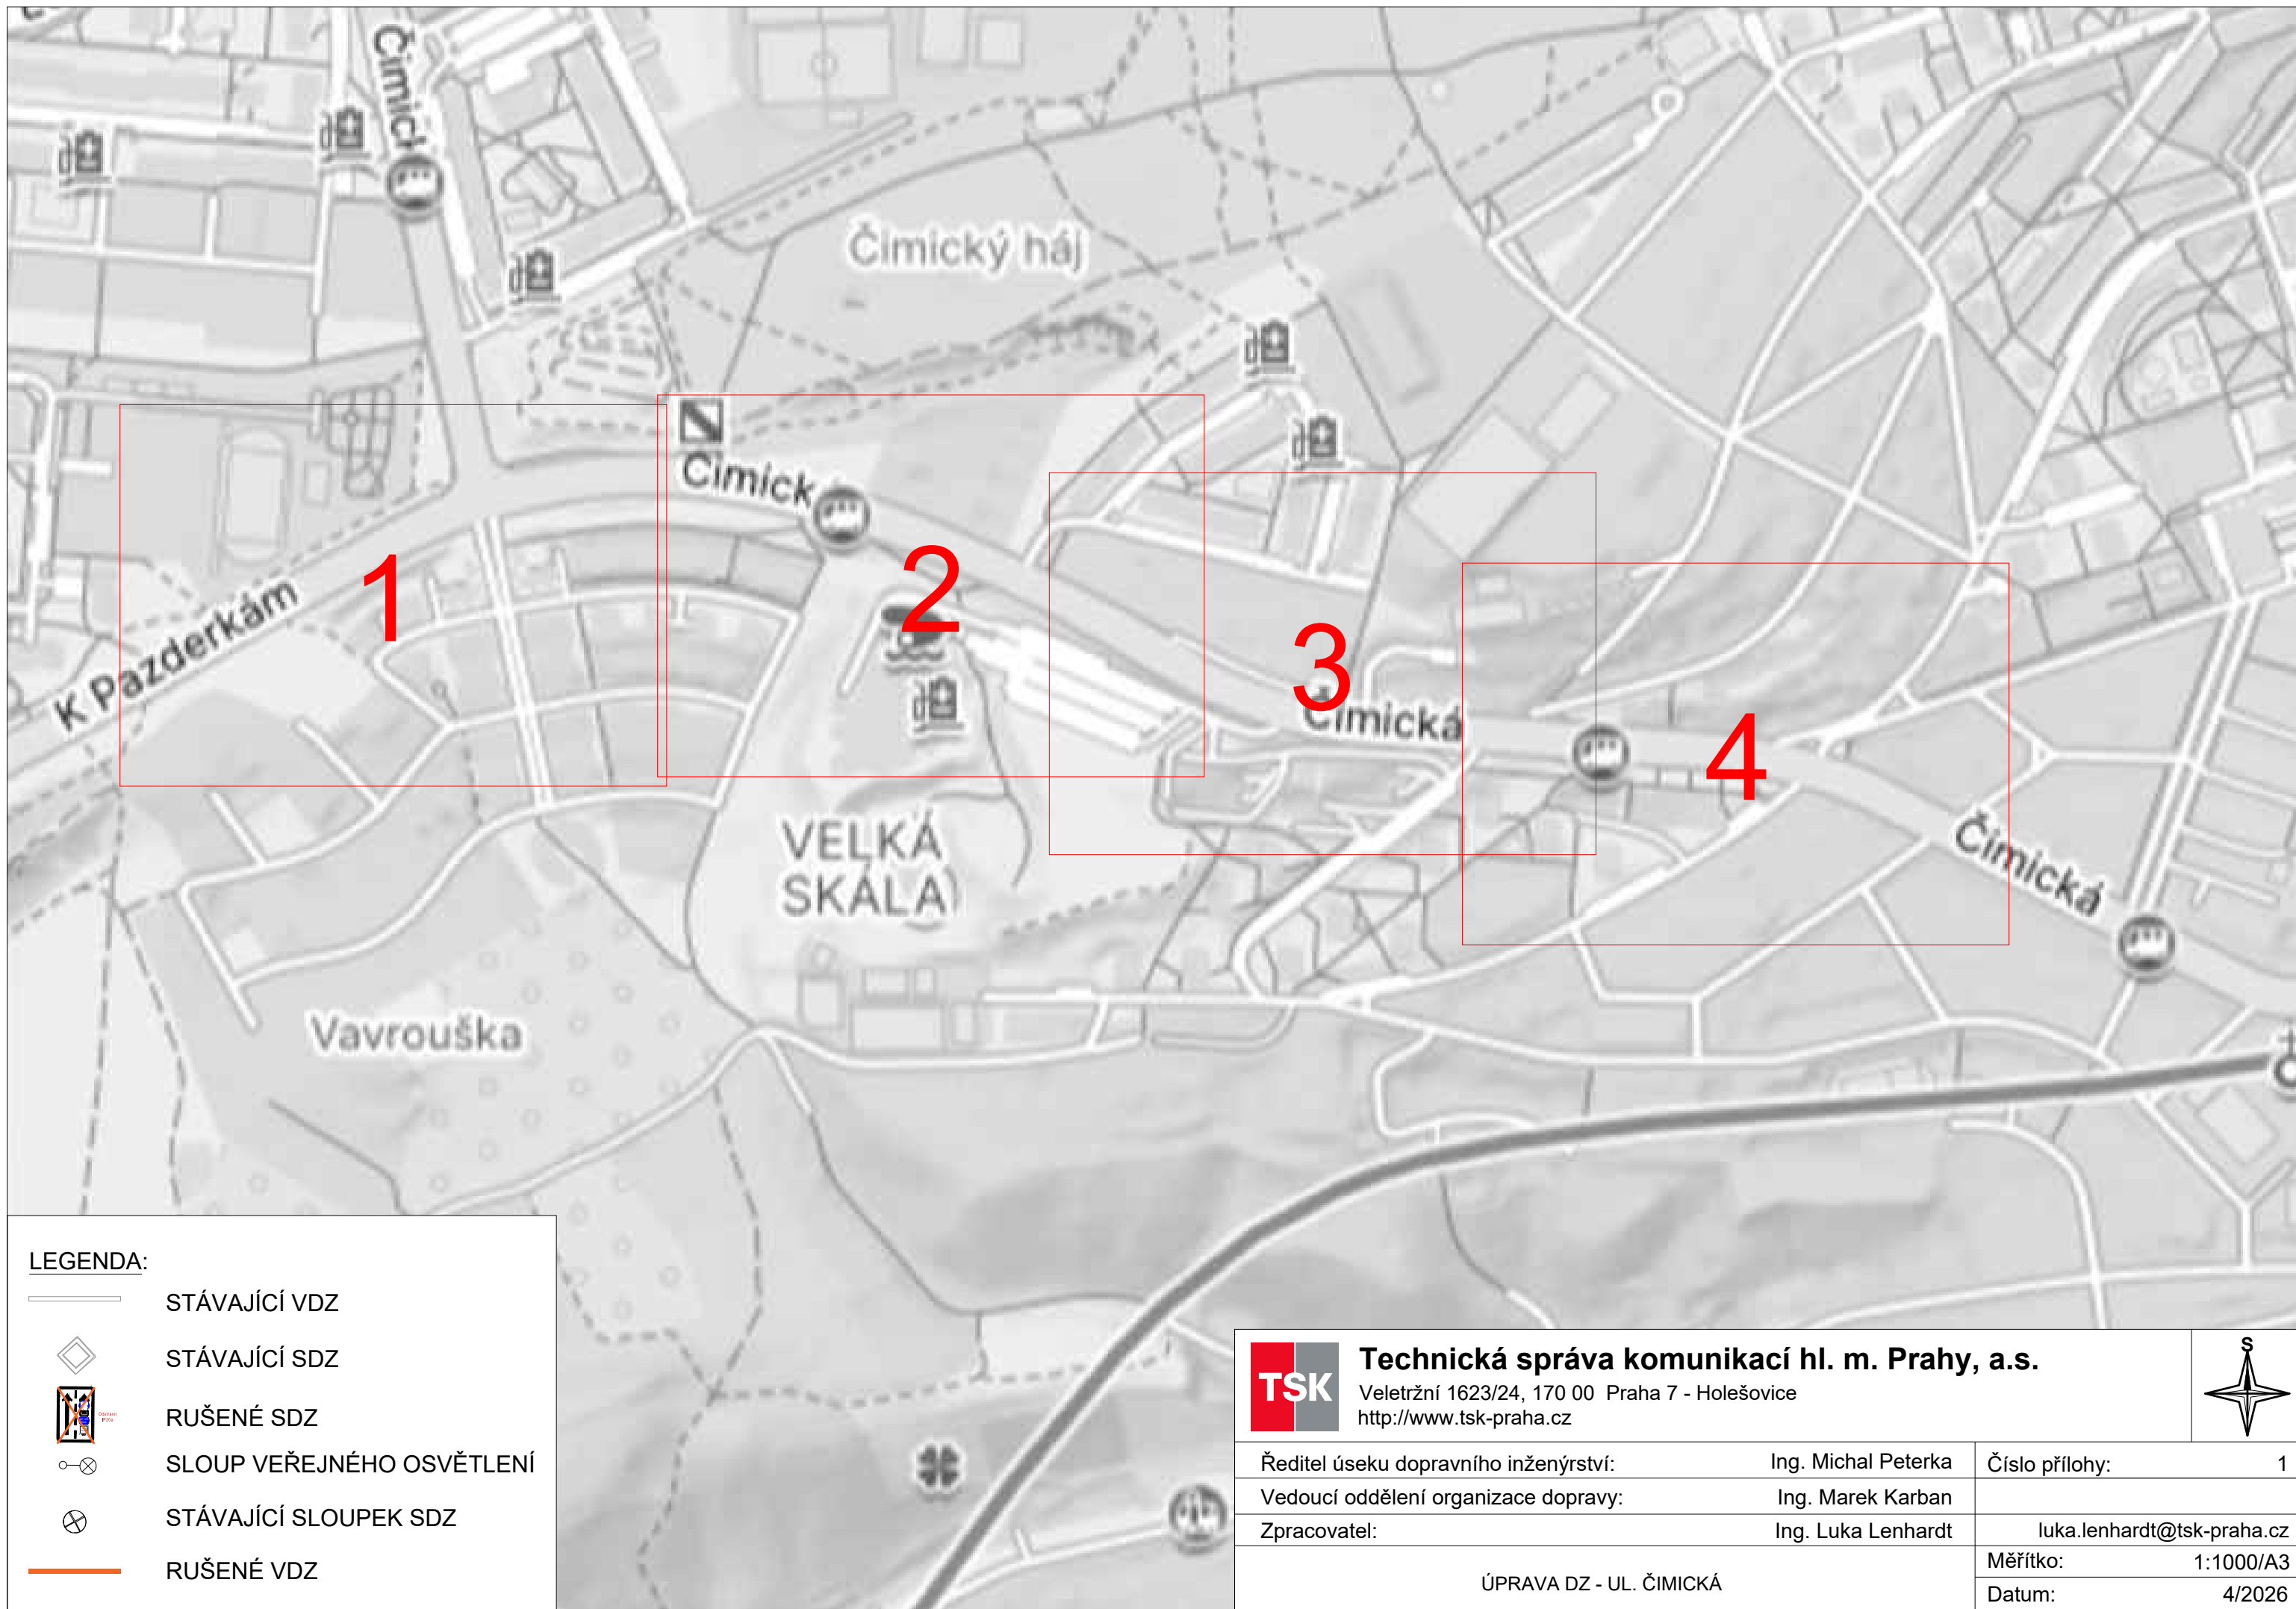 Čimick
Čimický háj
Čimick
1
2
K Pazderkám
3
Čimická
4
VELKÁ
SKÁLA
Čimická
Vavrouška
LEGENDA:
STÁVAJÍCÍ VDZ
STÁVAJÍCÍ SDZ
RUŠENÉ SDZ
SLOUP VEŘEJNÉHO OSVĚTLENÍ
STÁVAJÍCÍ SLOUPEK SDZ
RUŠENÉ VDZ
TSK
Technická správa komunikací hl. m. Prahy, a.s.
Veletržní 1623/24, 170 00 Praha 7 - Holešovice
http://www.tsk-praha.cz
S
Ředitel úseku dopravního inženýrství: Ing. Michal Peterka
Číslo přílohy: 1
Vedoucí oddělení organizace dopravy: Ing. Marek Karban
Zpracovatel: Ing. Luka Lenhardt
luka.lenhardt@tsk-praha.cz
ÚPRAVA DZ - UL. ČIMICKÁ
Měřítko: 1:1000/A3
Datum: 4/2026